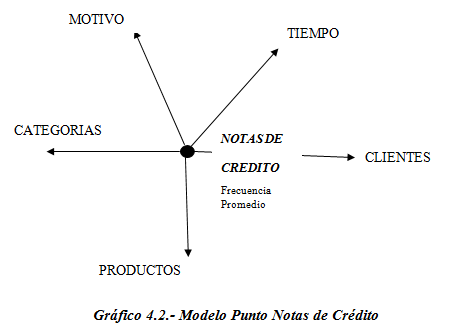 MOTIVO
TIEMPO
CATEGORIAS
NOTAS DE
CREDITO
Frecuencia
Promedio
CLIENTES
PRODUCTOS
Gráfico 4.2.- Modelo Punto Notas de Crédito